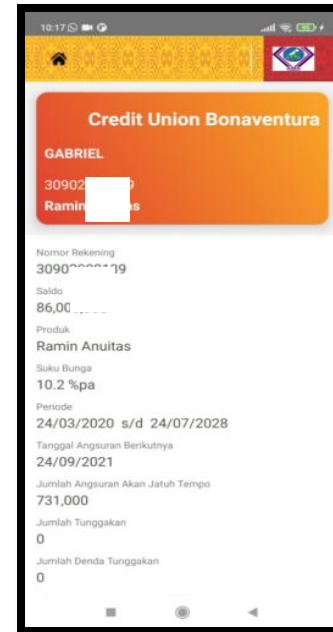 10:17
Credit Union Bonaventura
GABRIEL
Nomor Rekening
Saldo
Produk
Ramin Anuitas
Suku Bunga
10.2 %pa
Periode
24/03/2020 s/d 24/07/2028
Tanggal Angsuran Berikutnya
24/09/2021
Jumlah Angsuran Akan Jatuh Tempo
731,000
Jumlah Tunggakan
0
Jumlah Denda Tunggakan
0